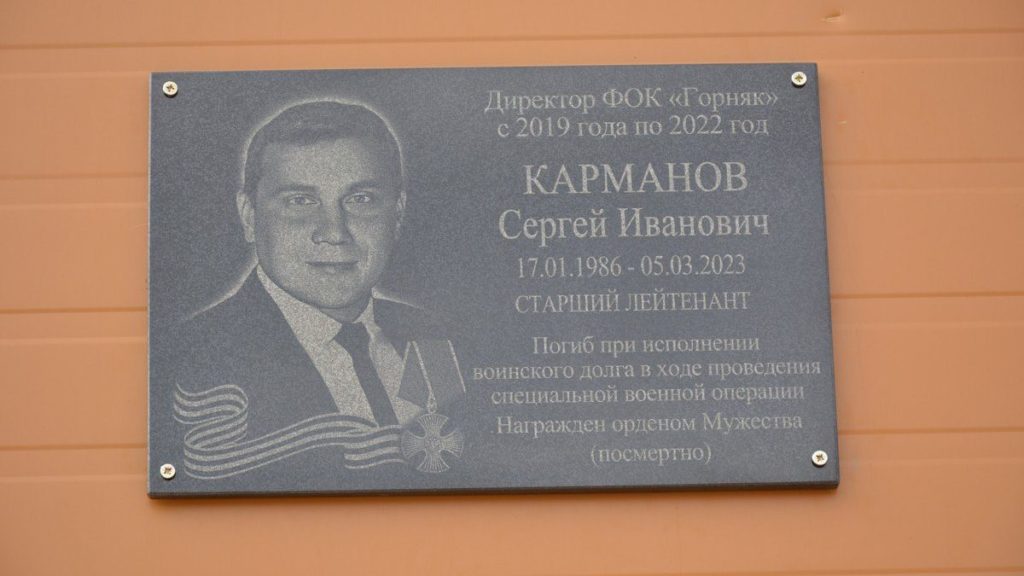 Директор ФОК «Горняк»
с 2019 года по 2022 год
КАРМАНОВ
Сергей Иванович
17.01.1986 - 05.03.2023
СТАРШИЙ ЛЕЙТЕНАНТ
Погиб при исполнении
воинского долга в ходе проведения
специальной военной операции
Награжден орденом Мужества
(посмертно)